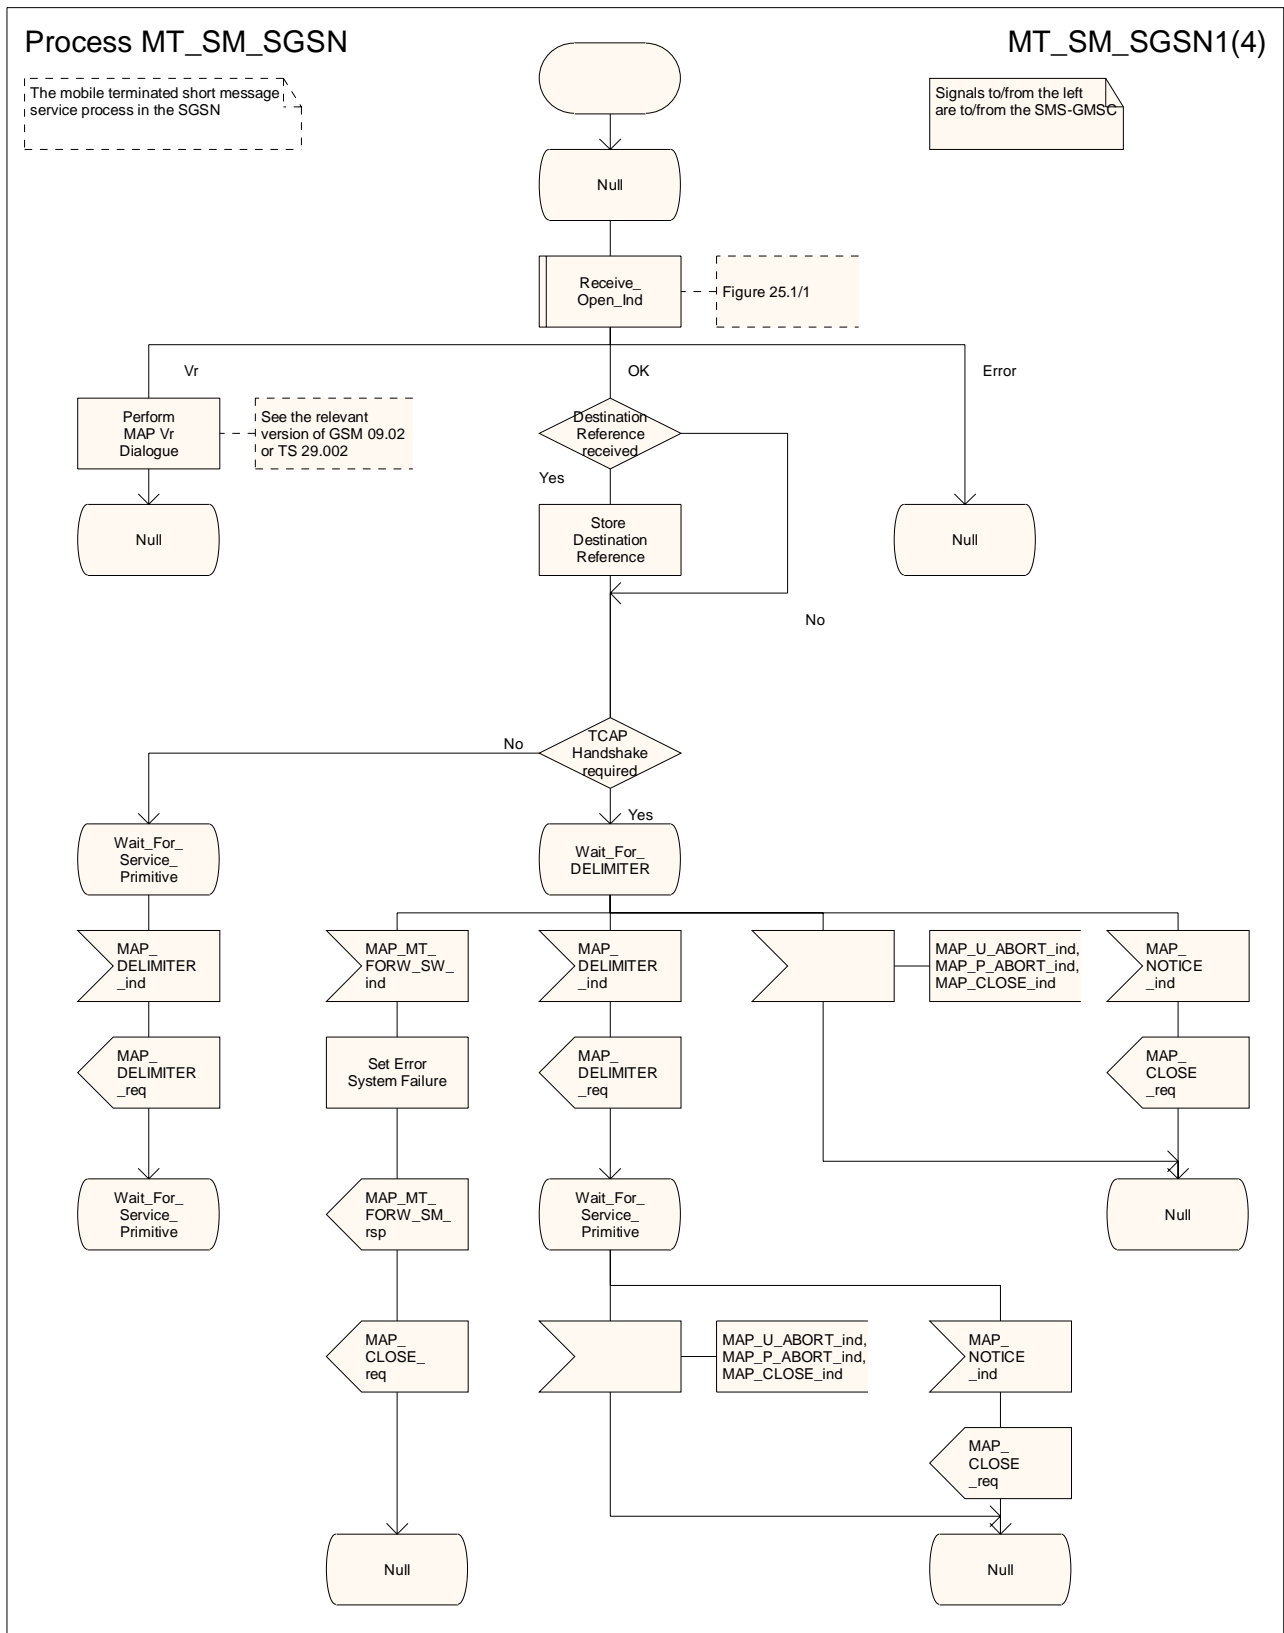 Process MT_SM_SGSN
MT_SM_SGSN1(4)
The mobile terminated short message
service process in the SGSN
Signals to/from the left
are to/from the SMS-GMSC
Null
Receive_
Open_Ind
Figure 25.1/1
Vr
OK
Error
Perform
MAP Vr
Dialogue
See the relevant
version of GSM 09.02
or TS 29.002
Destination
Reference
received
Yes
Null
Store
Destination
Reference
Null
No
TCAP
Handshake
required
No
Yes
Wait_For_
Service_
Primitive
Wait_For_
DELIMITER
MAP_
DELIMITER
_ind
MAP_MT_
FORW_SW_
ind
MAP_
DELIMITER
_ind
MAP_U_ABORT_ind,
MAP_P_ABORT_ind,
MAP_CLOSE_ind
MAP_
NOTICE
_ind
MAP_
DELIMITER
_req
Set Error
System Failure
MAP_
DELIMITER
_req
MAP_
CLOSE
_req
Wait_For_
Service_
Primitive
MAP_MT_
FORW_SM_
rsp
Wait_For_
Service_
Primitive
Null
MAP_
CLOSE_
req
MAP_U_ABORT_ind,
MAP_P_ABORT_ind,
MAP_CLOSE_ind
MAP_
NOTICE
_ind
MAP_
CLOSE
_req
Null
Null